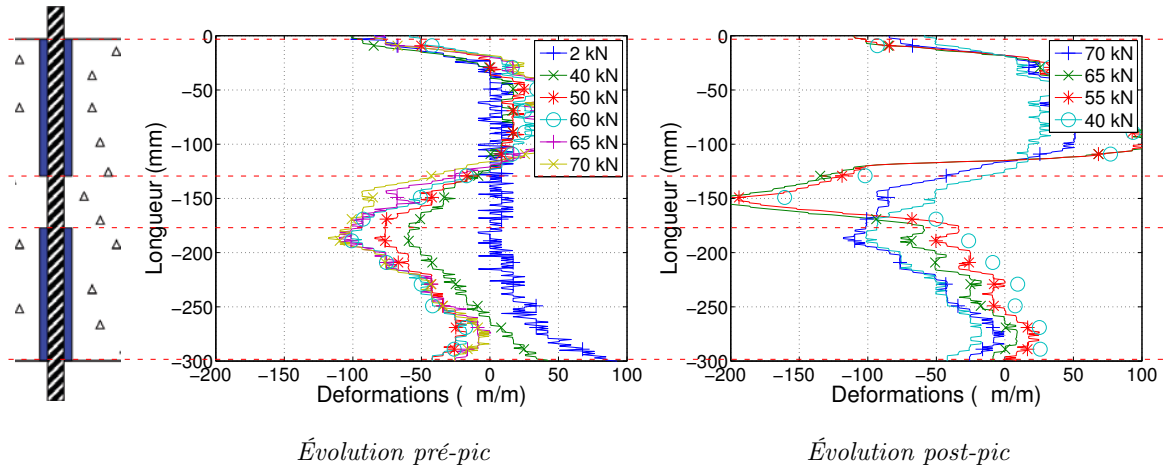 0
−50
−100
−150
−200
−250
−300
Longueur (mm)
−200
−150
−100
−50
0
50
100
Deformations ( m/m)
2 kN
40 kN
50 kN
60 kN
65 kN
70 kN
Évolution pré-pic
0
−50
−100
−150
−200
−250
−300
Longueur (mm)
−200
−150
−100
−50
0
50
100
Deformations ( m/m)
70 kN
65 kN
55 kN
40 kN
Évolution post-pic